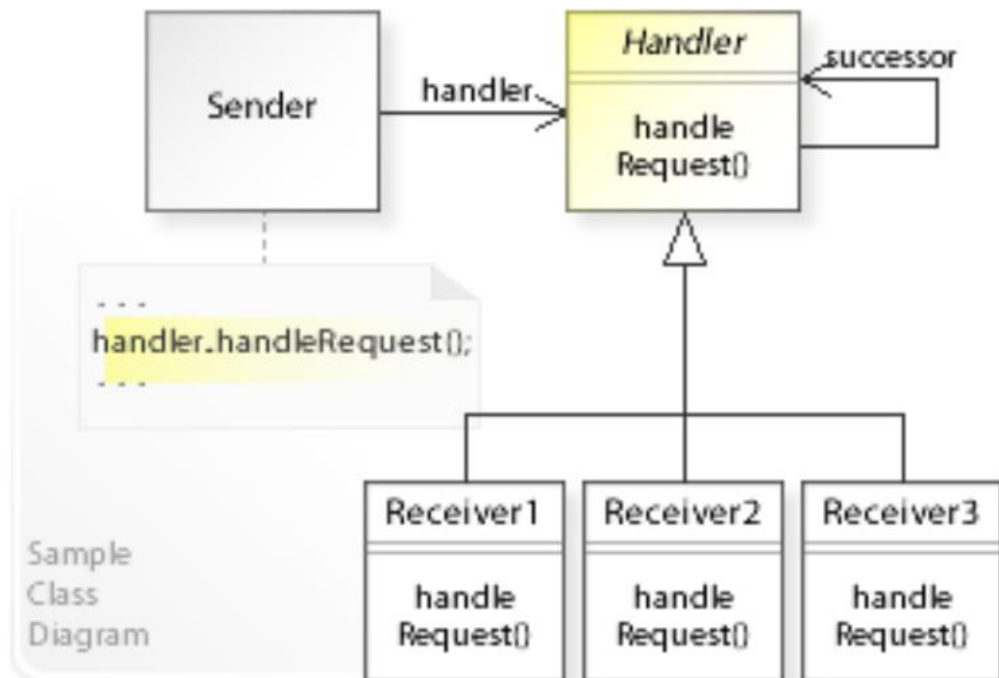 Sender
handler
Handler
handle
Request()
successor
- - -
handler.handleRequest();
- - -
Receiver1
handle
Request()
Receiver2
handle
Request()
Receiver3
handle
Request()
Sample
Class
Diagram